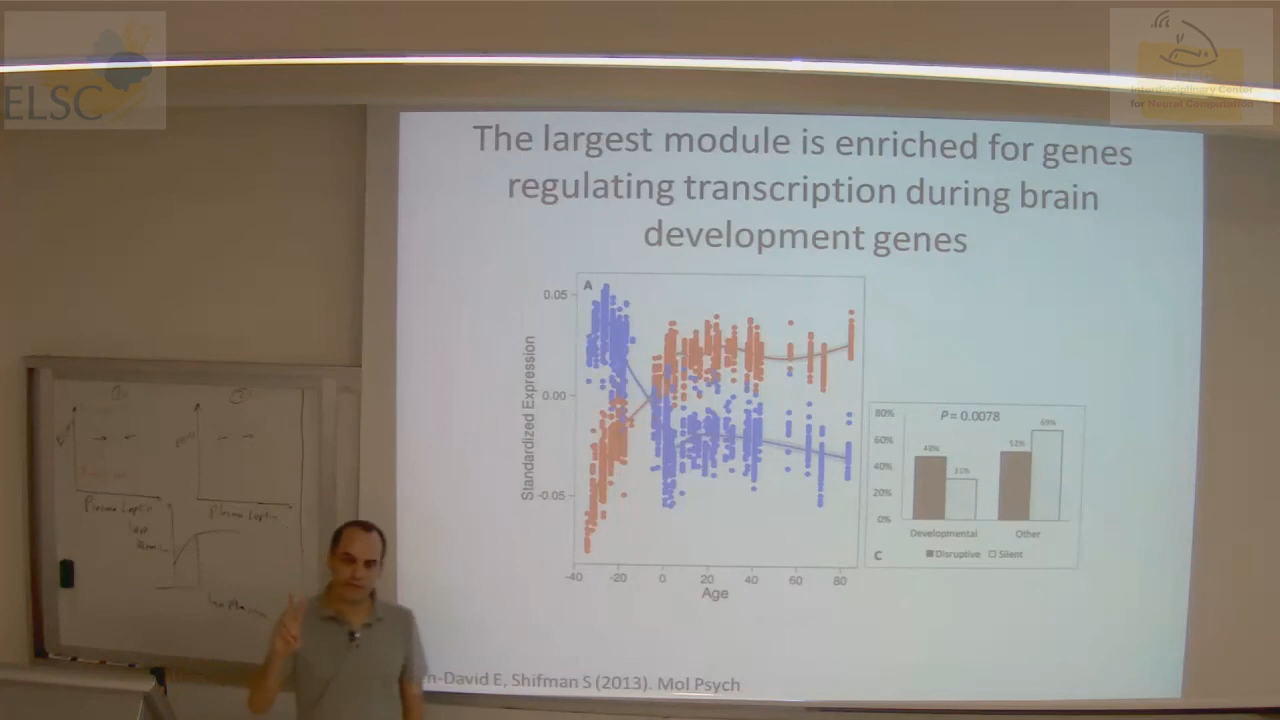 ELSC
Interdisciplinary Center
for Neural Computation
The largest module is enriched for genes
regulating transcription during brain
development genes
A
0.05
0.00
-0.05
Standardized Expression
-40 -20 0 20 40 60 80
Age
P = 0.0078
80%
60%
40%
20%
0%
48%
31%
52%
69%
Developmental Other
Disruptive Silent
C
n-David E, Shifman S (2013). Mol Psych
Plasma Leptin
Plasma Leptin